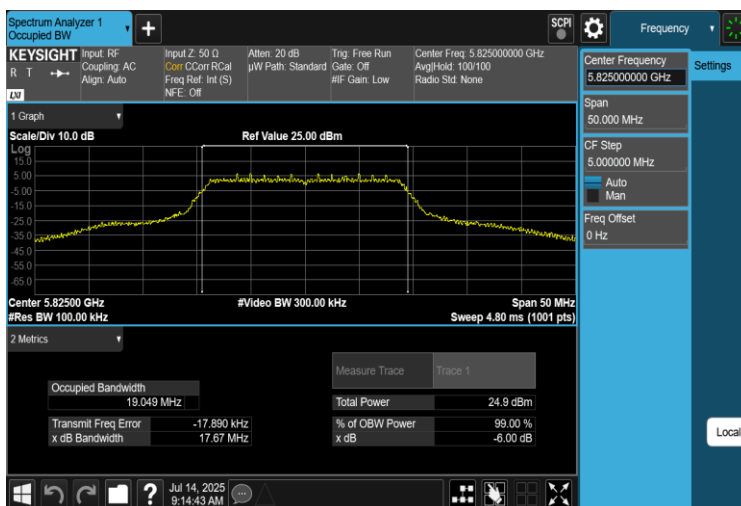 Spectrum Analyzer 1
Occupied BW
+
SCPI
Frequency
KEYSIGHT
R T
LXI
Input: RF
Coupling: AC
Align: Auto
Input Z: 50 Ω
Corr CCorr RCal
Freq Ref: Int (S)
NFE: Off
Atten: 20 dB
µW Path: Standard
Trig: Free Run
Gate: Off
#IF Gain: Low
Center Freq: 5.825000000 GHz
Avg|Hold: 100/100
Radio Std: None
Center Frequency
5.825000000 GHz
Settings
Span
50.000 MHz
CF Step
5.000000 MHz
Auto
Man
Freq Offset
0 Hz
Local
1 Graph
Scale/Div 10.0 dB
Ref Value 25.00 dBm
Log
15.0
5.00
-5.00
-15.0
-25.0
-35.0
-45.0
-55.0
-65.0
Center 5.82500 GHz
#Video BW 300.00 kHz
Span 50 MHz
#Res BW 100.00 kHz
Sweep 4.80 ms (1001 pts)
2 Metrics
Measure Trace Trace 1
Occupied Bandwidth
19.049 MHz
Total Power 24.9 dBm
Transmit Freq Error -17.890 kHz
% of OBW Power 99.00 %
x dB Bandwidth 17.67 MHz
x dB -6.00 dB
?
Jul 14, 2025
9:14:43 AM